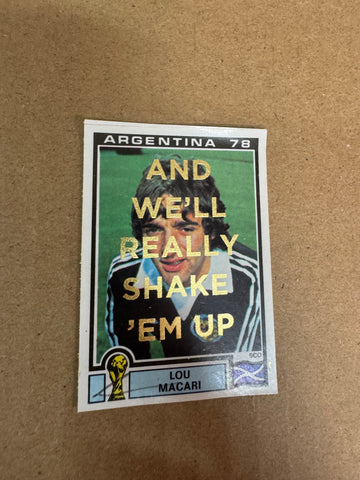 ARGENTINA 78
AND
WE'LL
REALLY
SHAKE
'EM UP
SCO
LOU
MACARI